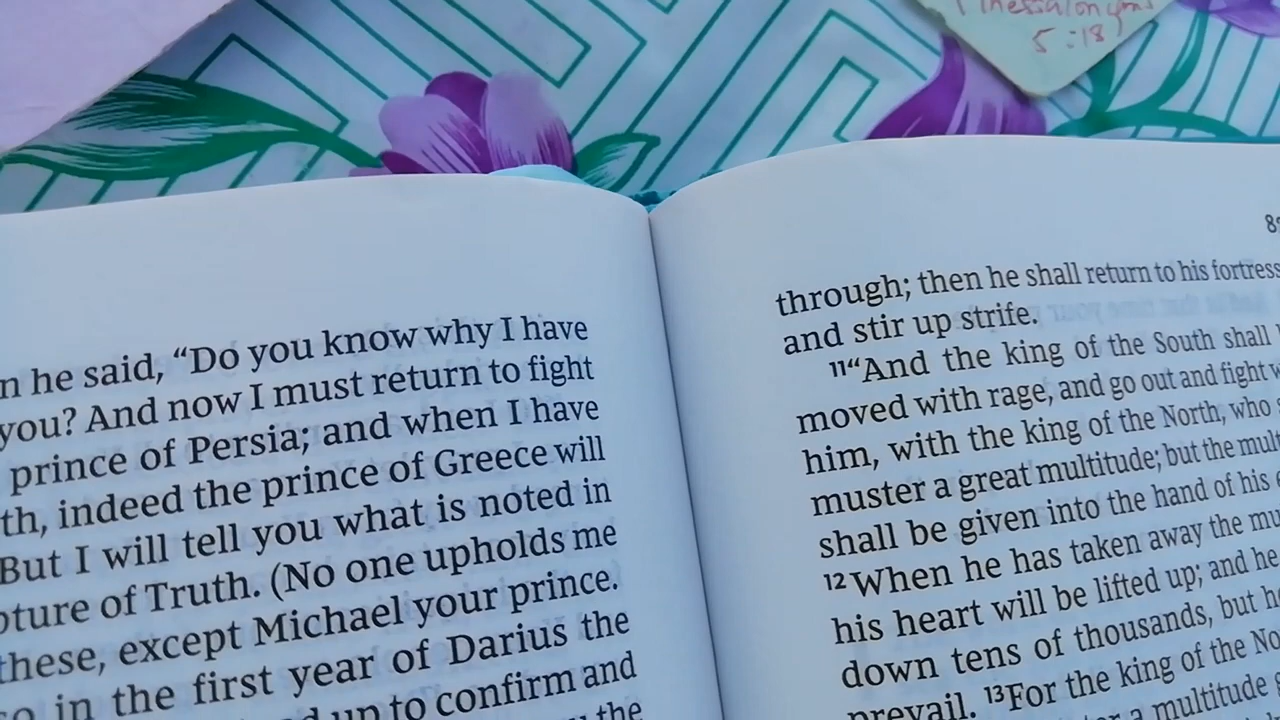 Thessalonians
5:18
n he said, “Do you know why I have
you? And now I must return to fight
prince of Persia; and when I have
th, indeed the prince of Greece will
But I will tell you what is noted in
pture of Truth. (No one upholds me
these, except Michael your prince.
so in the first year of Darius the
up to confirm and
the
8
through; then he shall return to his fortress
and stir up strife.
11“And the king of the South shall
moved with rage, and go out and fight w
him, with the king of the North, who
muster a great multitude; but the mult
shall be given into the hand of his e
12When he has taken away the mu
his heart will be lifted up; and he
down tens of thousands, but he
prevail. 13For the king of the No
a multitude g